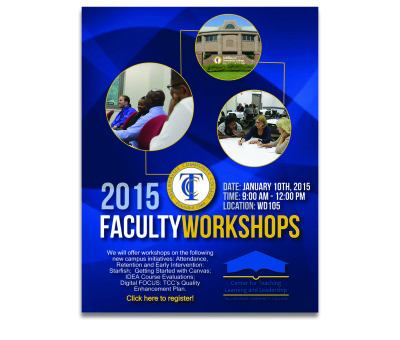 2015
DATE: JANUARY 10TH, 2015
TIME: 9:00 AM - 12:00 PM
LOCATION: WD105
FACULTYWORKSHOPS
We will offer workshops on the following
new campus initiatives: Attendance,
Retention and Early Intervention:
Starfish; Getting Started with Canvas;
IDEA Course Evaluations;
Digital FOCUS: TCC's Quality
Enhancement Plan.
Click here to register!
Center for Teaching
Learning and Leadership